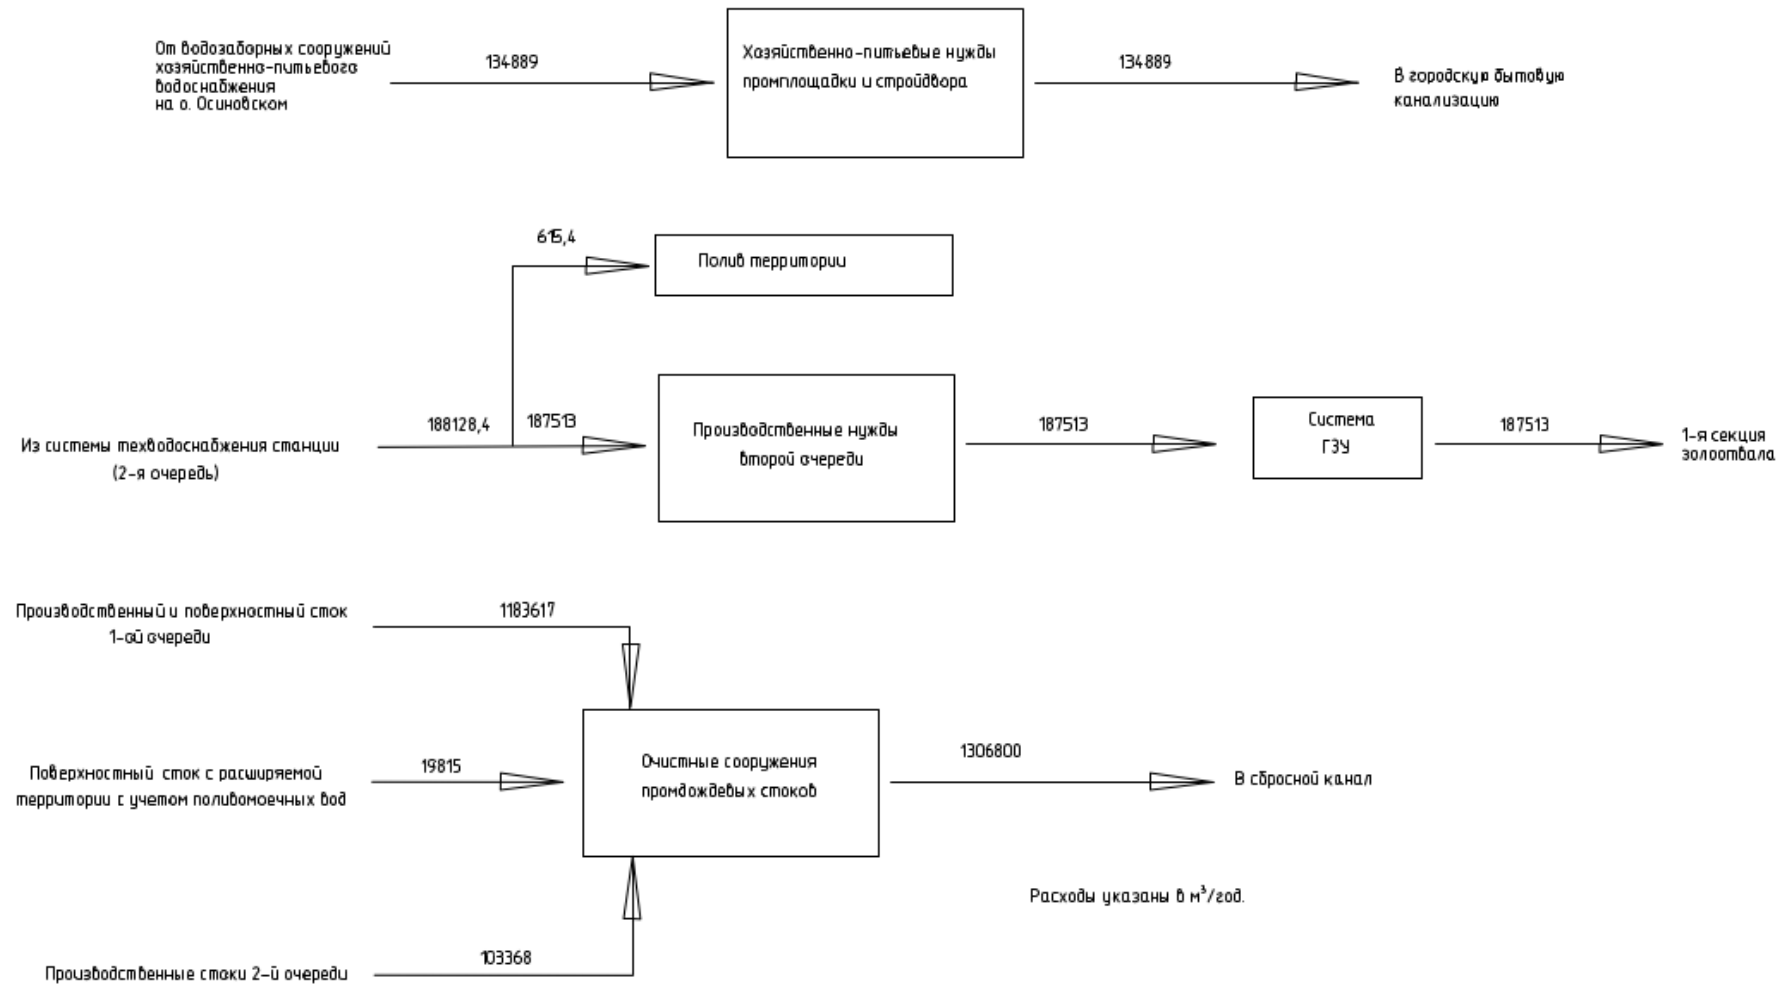 От водозаборных сооружений
хозяйственно-питьевого
водоснабжения
на о. Осиновском
134889
Хозяйственно-питьевые нужды
промплощадки и стройдвора
134889
В городскую бытовую
канализацию
615,4
Полив территории
Из системы техводоснабжения станции
(2-я очередь)
188128,4
187513
Производственные нужды
второй очереди
187513
Система
ГЗУ
187513
1-я секция
золоотвала
Производственный и поверхностный сток
1-ой очереди
1183617
Поверхностный сток с расширяемой
территории с учетом поливомоечных вод
19815
Очистные сооружения
промдождевых стоков
1306800
В сбросной канал
Производственные стоки 2-й очереди
103368
Расходы указаны в м³/год.